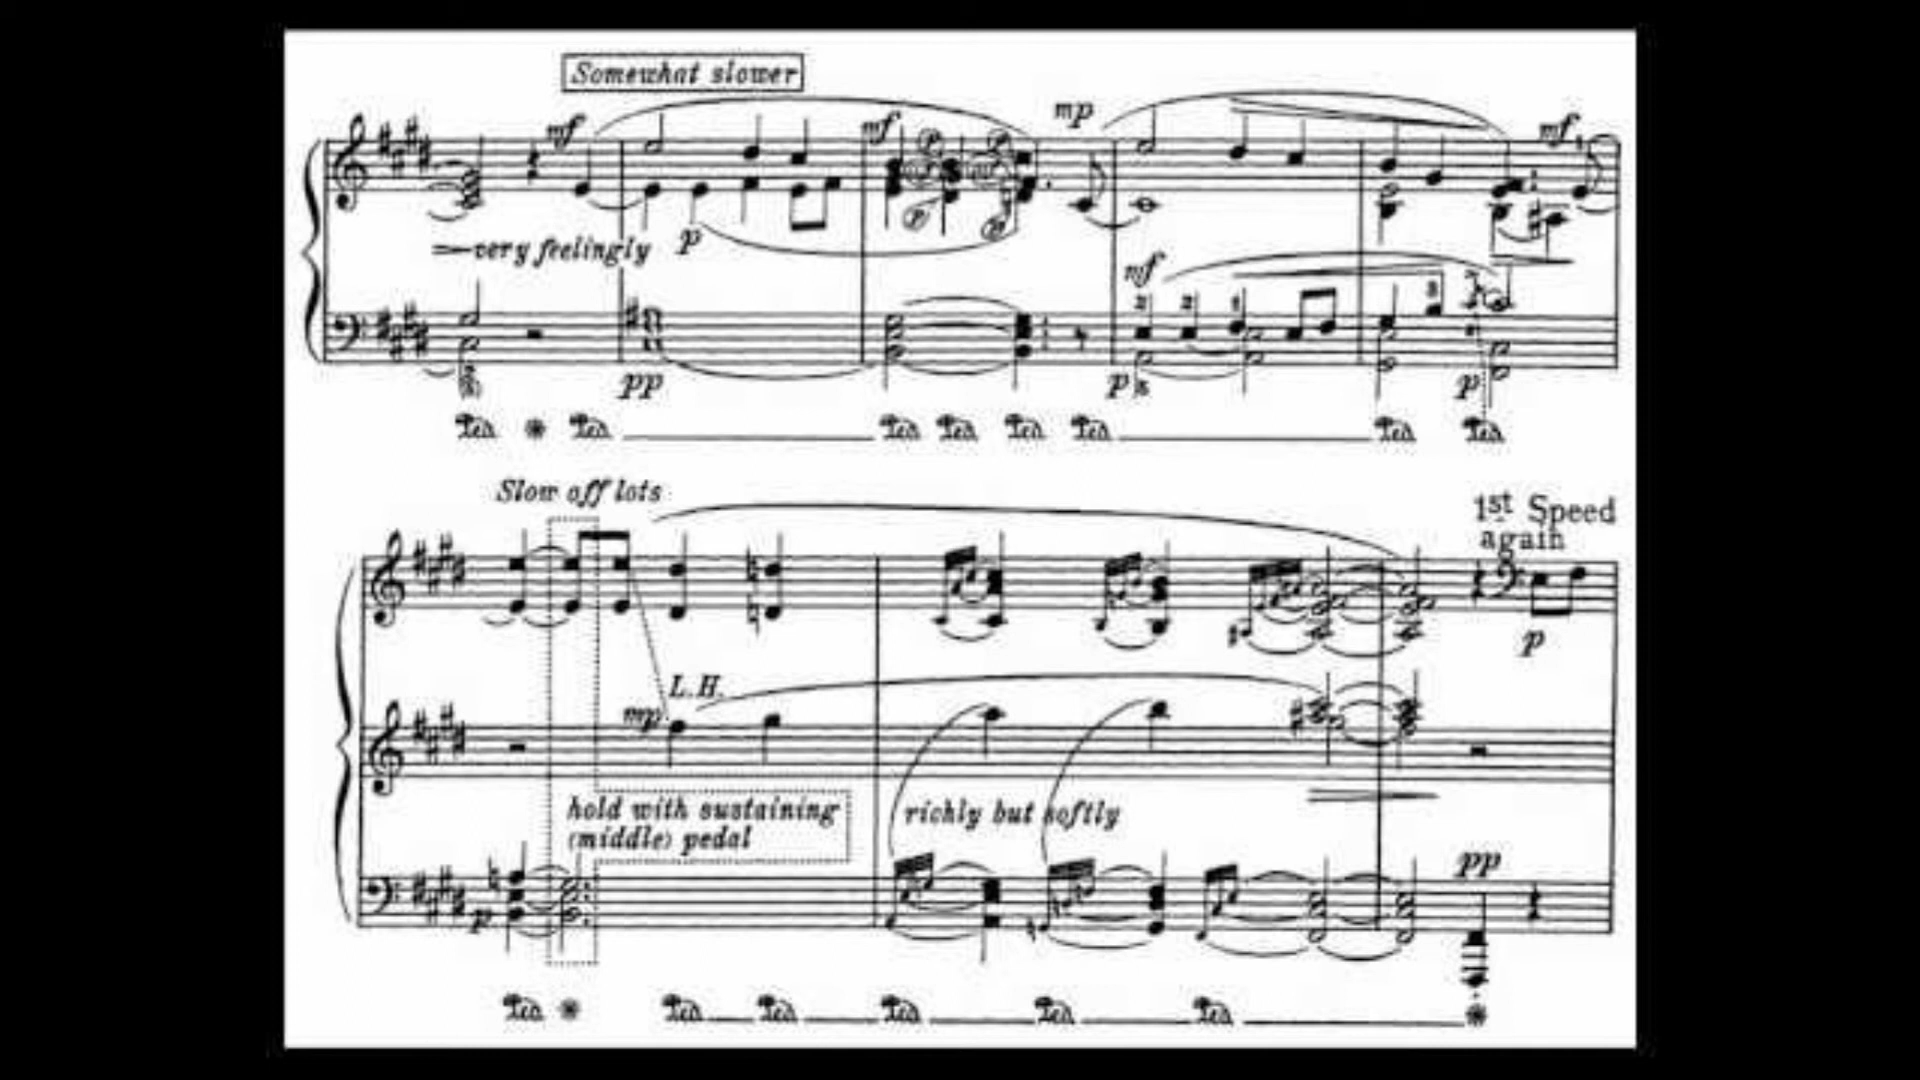 Somewhat slower
mf mf mp mf
very feelingly p
mf
pp p p
Ped. * Ped. Ped. Ped. Ped. Ped. Ped. Ped.
Slow off lots
1st Speed
again
p
L.H.
mp
hold with sustaining
(middle) pedal
richly but softly
p pp
Ped. * Ped. Ped. Ped. Ped. Ped. *